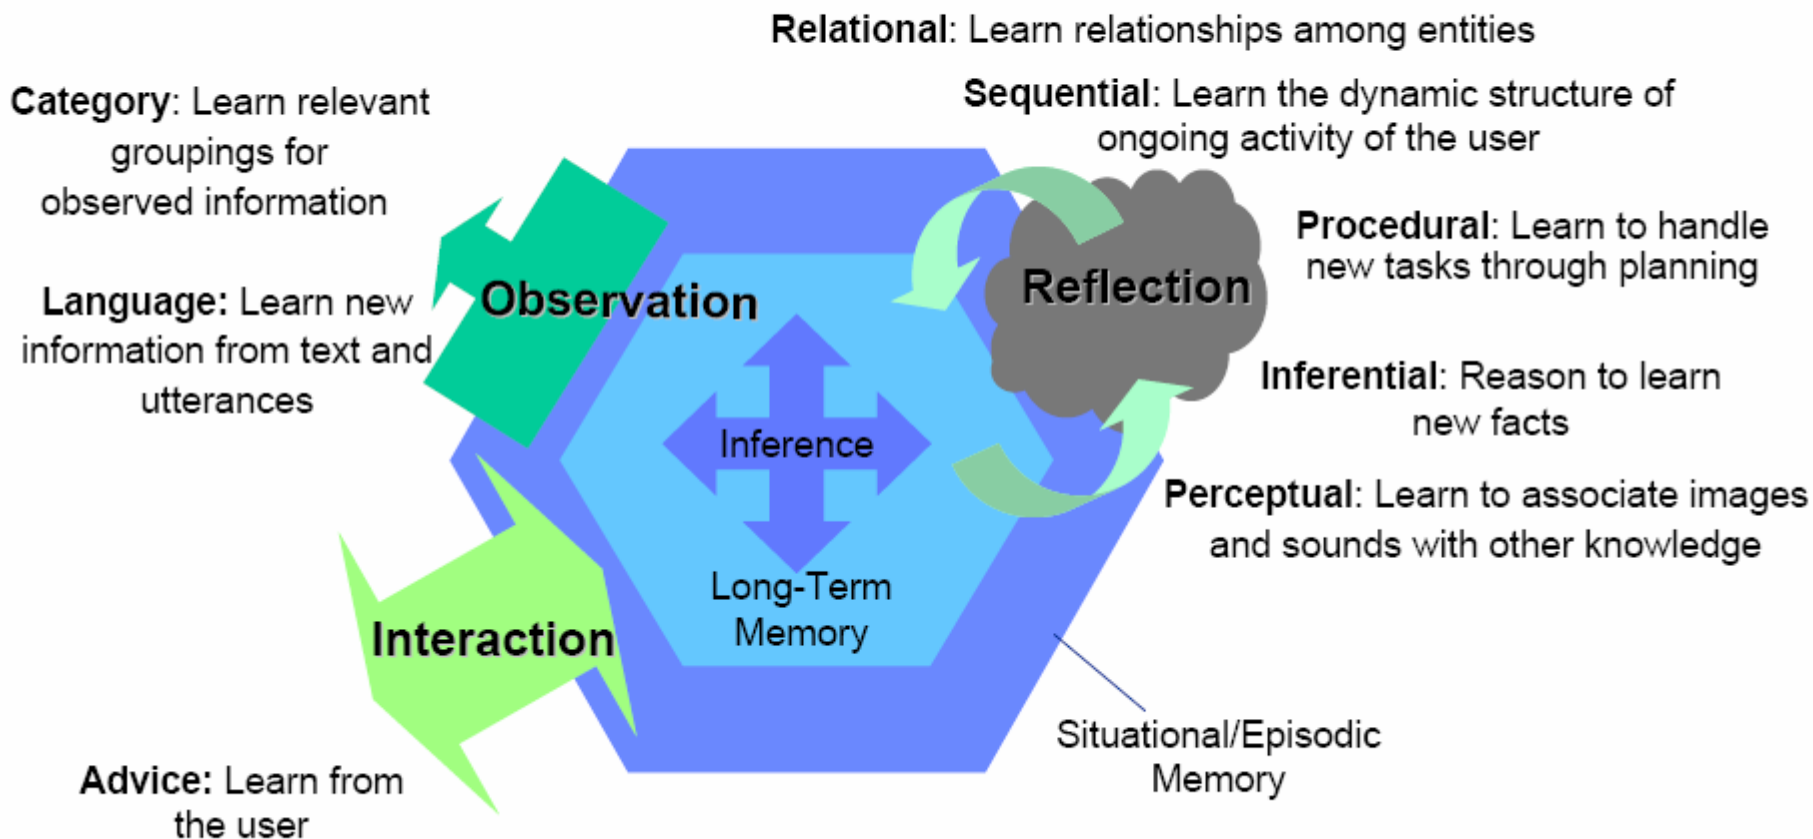 Relational: Learn relationships among entities
Sequential: Learn the dynamic structure of
ongoing activity of the user
Category: Learn relevant
groupings for
observed information
Procedural: Learn to handle
new tasks through planning
Language: Learn new
information from text and
utterances
Observation
Reflection
Inferential: Reason to learn
new facts
Inference
Perceptual: Learn to associate images
and sounds with other knowledge
Long-Term
Memory
Interaction
Situational/Episodic
Memory
Advice: Learn from
the user